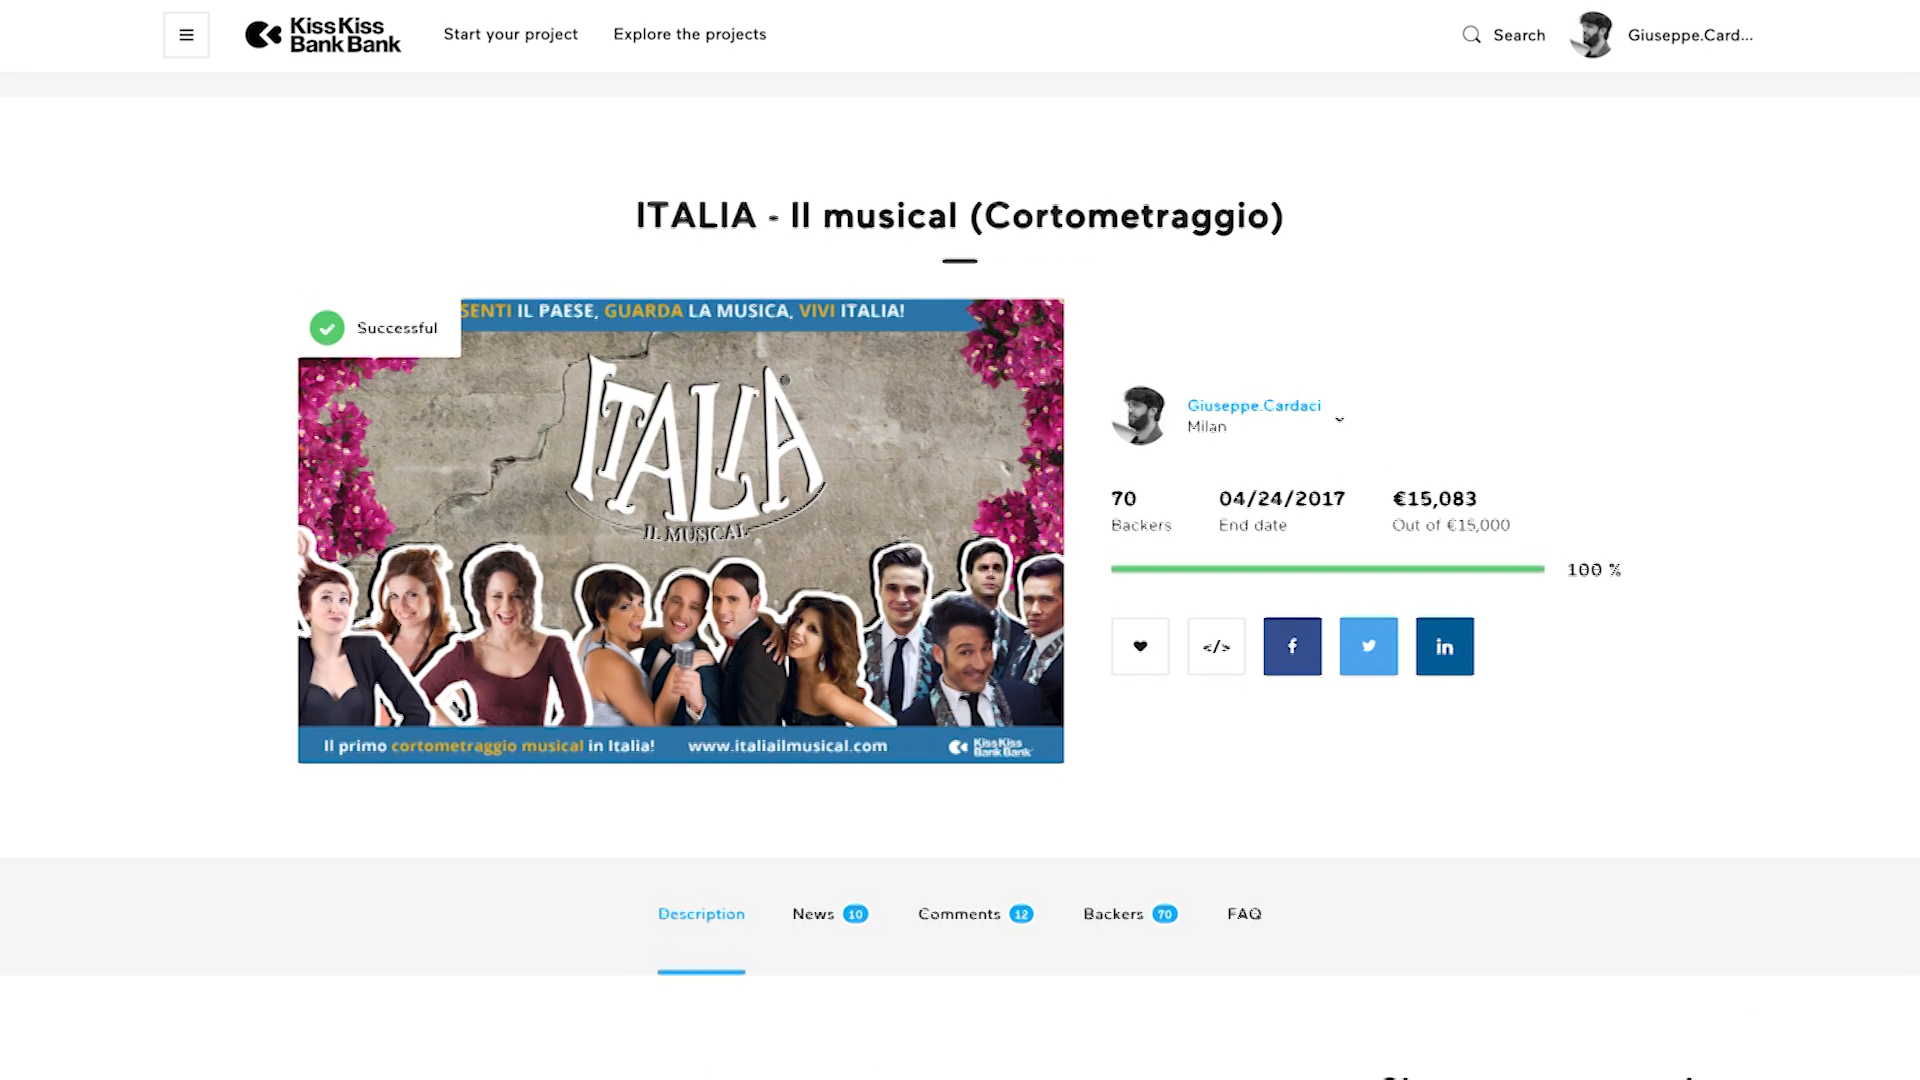 KissKiss
BankBank
Start your project
Explore the projects
Search
Giuseppe.Card...
ITALIA - Il musical (Cortometraggio)
Successful
SENTI IL PAESE, GUARDA LA MUSICA, VIVI ITALIA!
ITALIA
IL MUSICAL
Il primo cortometraggio musical in Italia!
www.italiailmusical.com
KissKiss
BankBank
Giuseppe.Cardaci
Milan
70
Backers
04/24/2017
End date
€15,083
Out of €15,000
100 %
</>
f
in
Description
News 10
Comments 12
Backers 70
FAQ